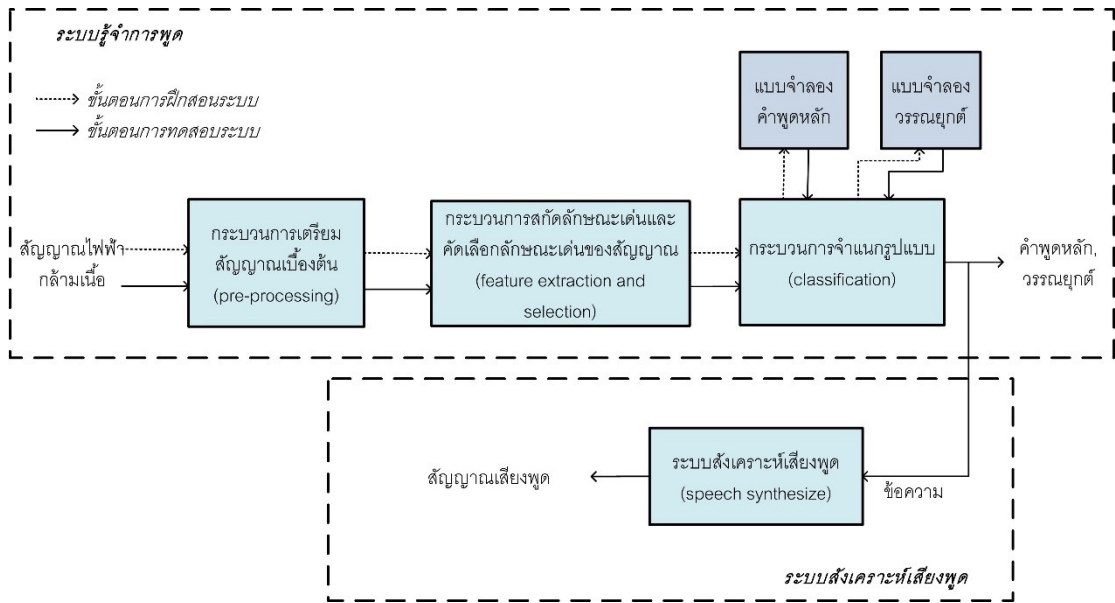 ระบบรู้จำการพูด
ขั้นตอนการฝึกสอนระบบ
ขั้นตอนการทดสอบระบบ
แบบจำลอง
คำพูดหลัก
แบบจำลอง
วรรณยุกต์
สัญญาณไฟฟ้า
กล้ามเนื้อ
กระบวนการเตรียม
สัญญาณเบื้องต้น
(pre-processing)
กระบวนการสกัดลักษณะเด่นและ
คัดเลือกลักษณะเด่นของสัญญาณ
(feature extraction and
selection)
กระบวนการจำแนกรูปแบบ
(classification)
คำพูดหลัก,
วรรณยุกต์
สัญญาณเสียงพูด
ระบบสังเคราะห์เสียงพูด
(speech synthesize)
ข้อความ
ระบบสังเคราะห์เสียงพูด